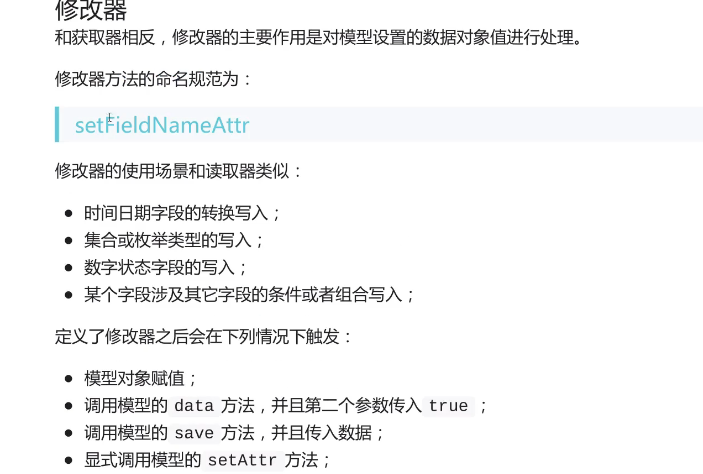 修改器
和获取器相反，修改器的主要作用是对模型设置的数据对象值进行处理。
修改器方法的命名规范为：
setFieldNameAttr
修改器的使用场景和读取器类似：
● 时间日期字段的转换写入；
● 集合或枚举类型的写入；
● 数字状态字段的写入；
● 某个字段涉及其它字段的条件或者组合写入；
定义了修改器之后会在下列情况下触发：
● 模型对象赋值；
● 调用模型的 data 方法，并且第二个参数传入 true ；
● 调用模型的 save 方法，并且传入数据；
● 显式调用模型的 setAttr 方法；